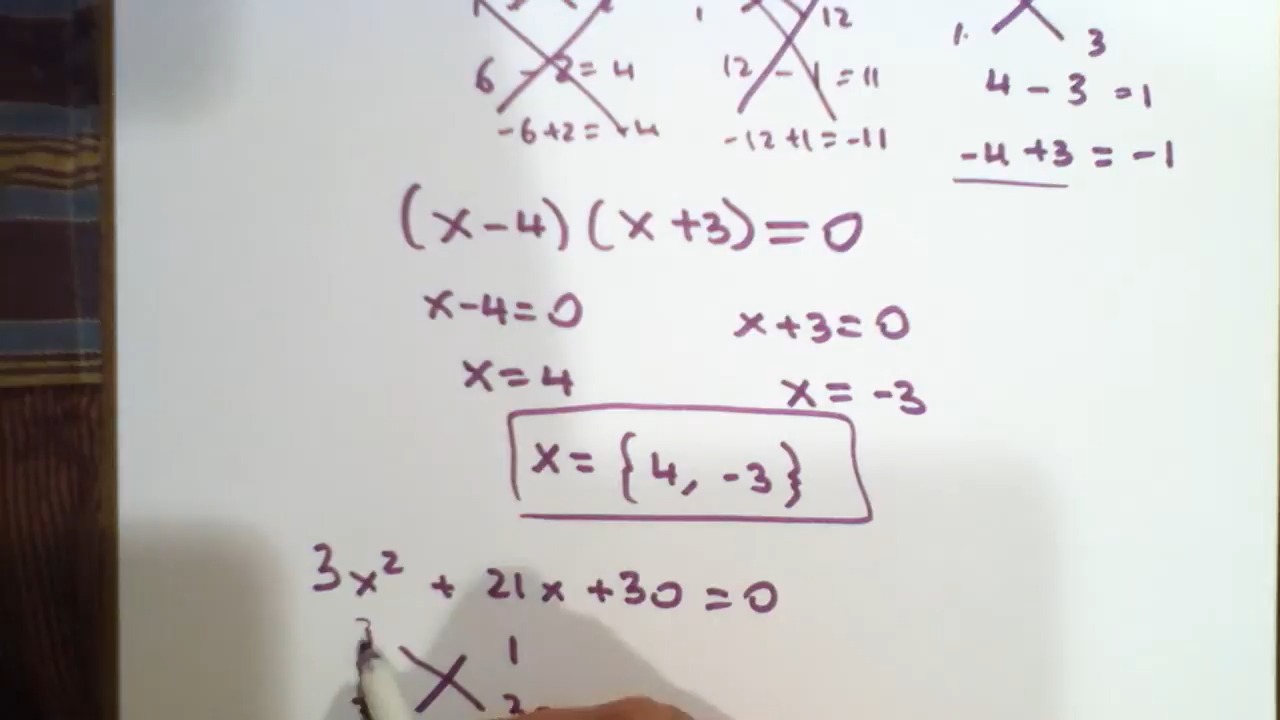 12
1 3
6 - 2 = 4 12 - 1 = 11 4 - 3 = 1
-6+2 = -4 -12+1 = -11 -4 +3 = -1
(x-4) (x+3) = 0
x-4=0 x+3=0
x=4 x= -3
x= {4, -3}
3x² + 21x +30 = 0
3 1